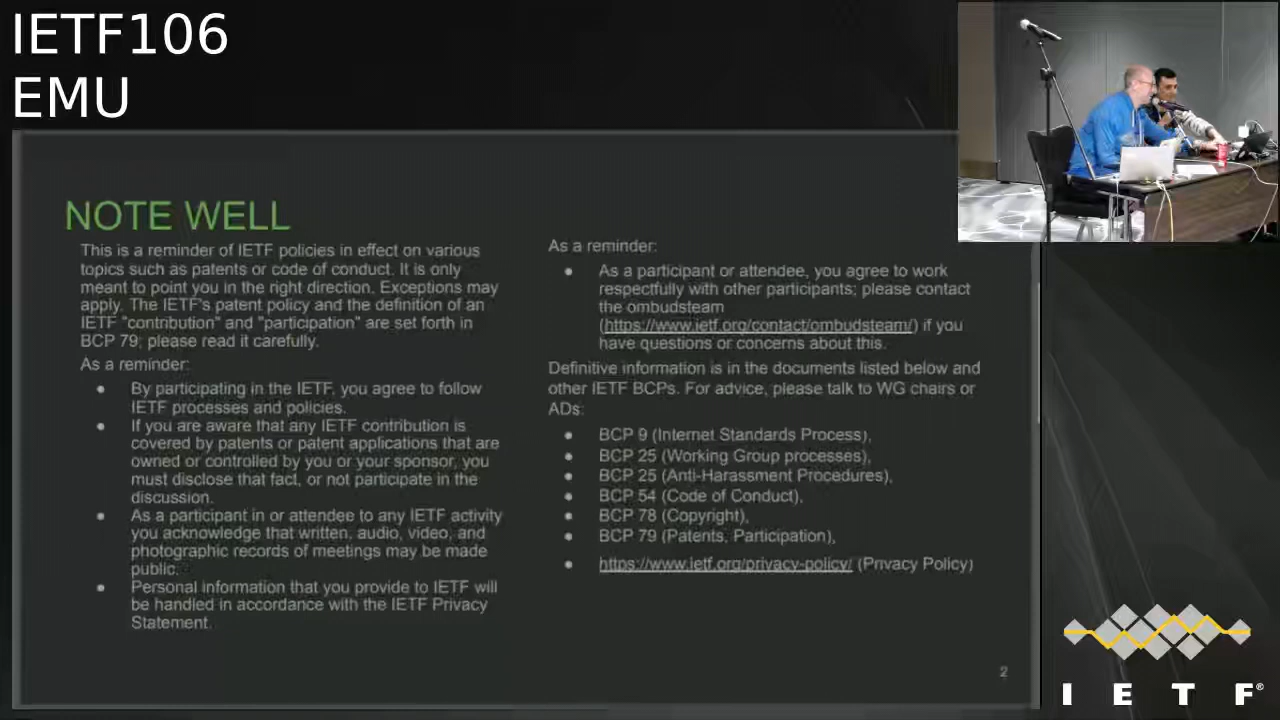 IETF106
EMU
NOTE WELL
This is a reminder of IETF policies in effect on various
topics such as patents or code of conduct. It is only
meant to point you in the right direction. Exceptions may
apply. The IETF's patent policy and the definition of an
IETF "contribution" and "participation" are set forth in
BCP 79; please read it carefully.
As a reminder:
• By participating in the IETF, you agree to follow
IETF processes and policies.
• If you are aware that any IETF contribution is
covered by patents or patent applications that are
owned or controlled by you or your sponsor, you
must disclose that fact, or not participate in the
discussion.
• As a participant in or attendee to any IETF activity
you acknowledge that written, audio, video, and
photographic records of meetings may be made
public.
• Personal information that you provide to IETF will
be handled in accordance with the IETF Privacy
Statement.
As a reminder:
• As a participant or attendee, you agree to work
respectfully with other participants; please contact
the ombudsteam
(https://www.ietf.org/contact/ombudsteam/) if you
have questions or concerns about this.
Definitive information is in the documents listed below and
other IETF BCPs. For advice, please talk to WG chairs or
ADs:
• BCP 9 (Internet Standards Process),
• BCP 25 (Working Group processes),
• BCP 25 (Anti-Harassment Procedures),
• BCP 54 (Code of Conduct),
• BCP 78 (Copyright),
• BCP 79 (Patents, Participation),
• https://www.ietf.org/privacy-policy/ (Privacy Policy)
2
IETF®